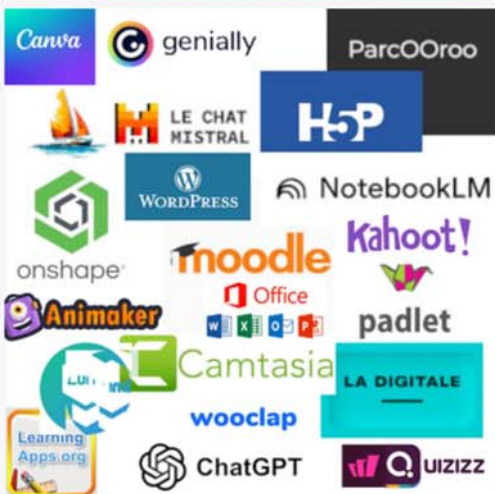 Canva
genially
ParcOOroo
LE CHAT
MISTRAL
H5P
WORDPRESS
NotebookLM
onshape
moodle
Kahoot!
Office
padlet
Animaker
Camtasia
LA DIGITALE
wooclap
Learning
Apps.org
ChatGPT
QUIZIZZ